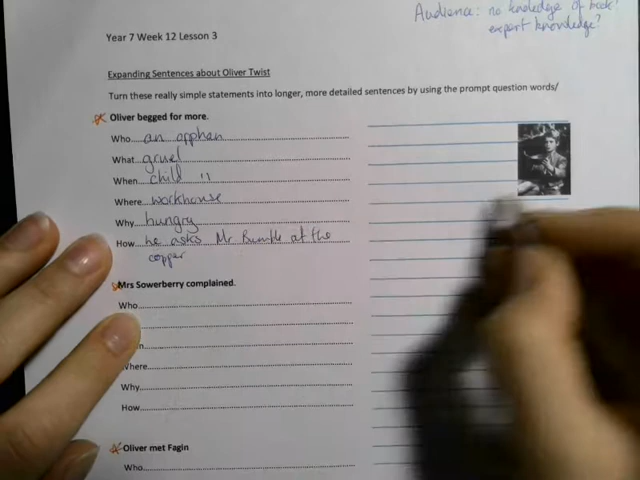 Audience: no knowledge of book?
expert knowledge?
Year 7 Week 12 Lesson 3
Expanding Sentences about Oliver Twist
Turn these really simple statements into longer, more detailed sentences by using the prompt question words/
Oliver begged for more.
Who an orphan
What gruel
When child 11
Where workhouse
Why hungry
How he asks Mr Bumble at the
copper
Mrs Sowerberry complained.
Who
n
Where
Why
How
Oliver met Fagin
Who